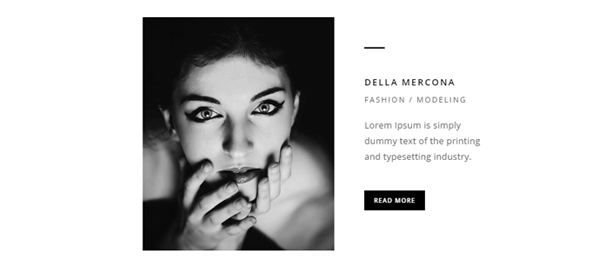 DELLA MERCONA
FASHION / MODELING
Lorem Ipsum is simply
dummy text of the printing
and typesetting industry.
READ MORE